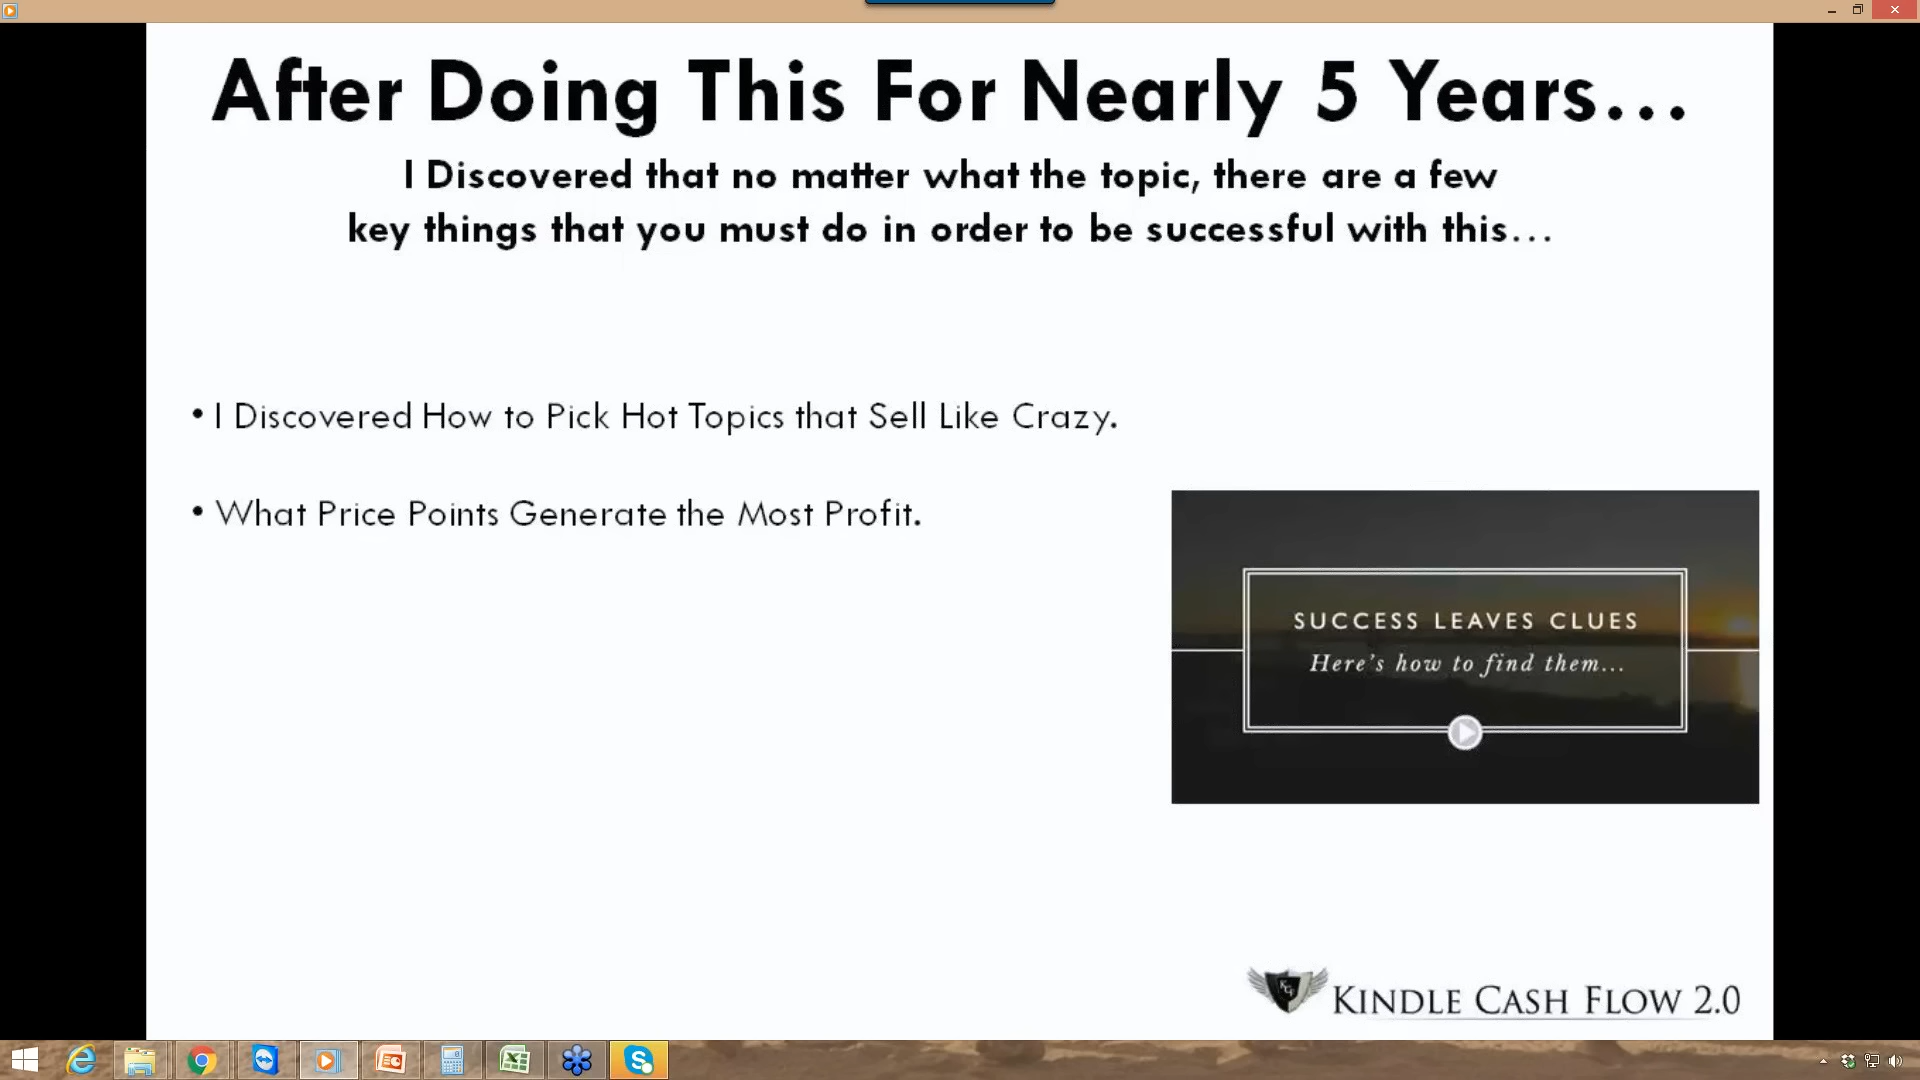 After Doing This For Nearly 5 Years...
I Discovered that no matter what the topic, there are a few
key things that you must do in order to be successful with this...
• I Discovered How to Pick Hot Topics that Sell Like Crazy.
• What Price Points Generate the Most Profit.
SUCCESS LEAVES CLUES
Here's how to find them...
KCF
KINDLE CASH FLOW 2.0